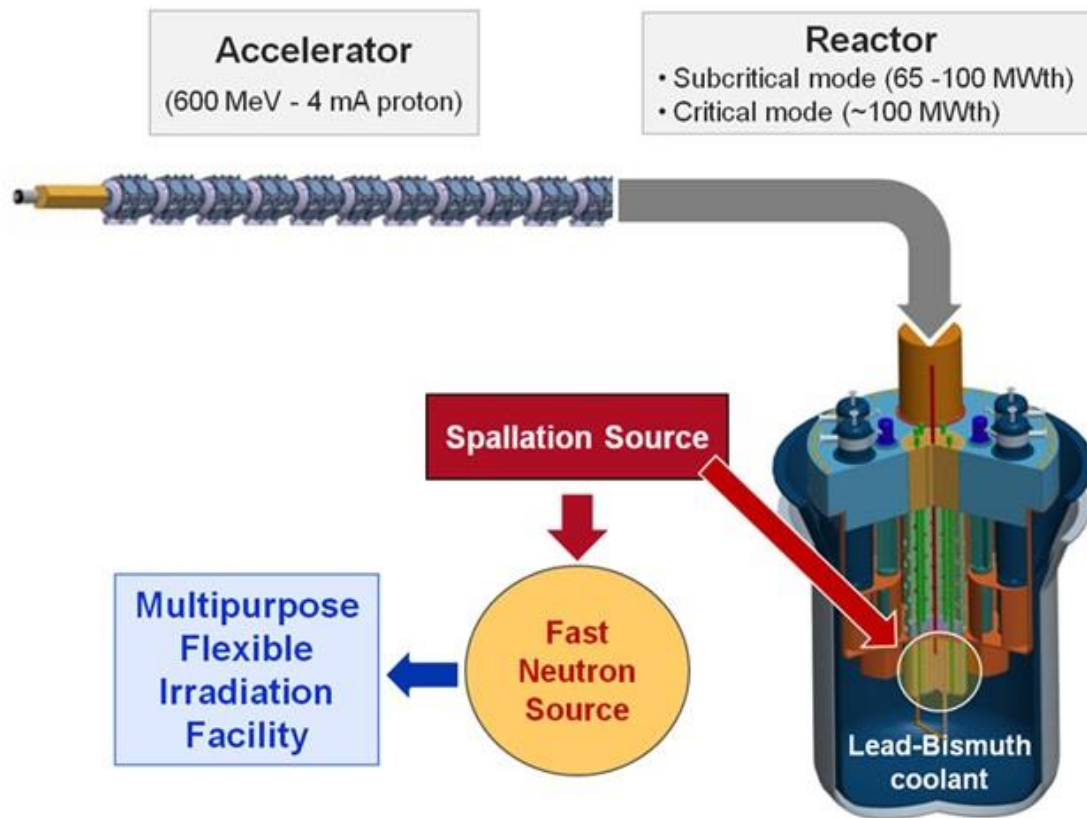 Accelerator
(600 MeV - 4 mA proton)
Reactor
• Subcritical mode (65 -100 MWth)
• Critical mode (~100 MWth)
Spallation Source
Fast
Neutron
Source
Multipurpose
Flexible
Irradiation
Facility
Lead-Bismuth
coolant